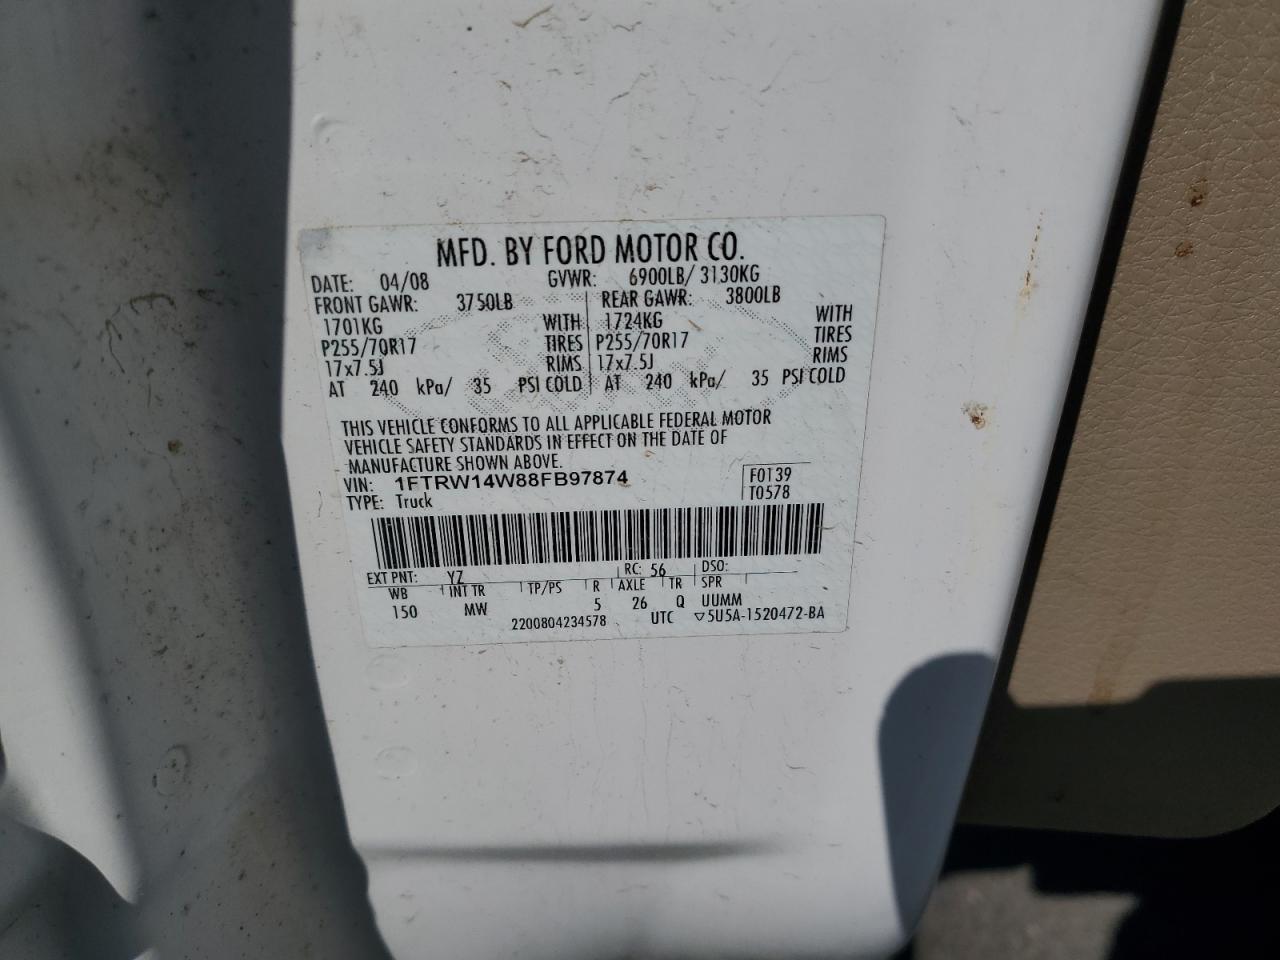 MFD. BY FORD MOTOR CO.
DATE: 04/08 GVWR: 6900LB/ 3130KG
FRONT GAWR: 3750LB REAR GAWR: 3800LB
1701KG WITH 1724KG WITH
P255/70R17 TIRES P255/70R17 TIRES
17x7.5J RIMS 17x7.5J RIMS
AT 240 kPa/ 35 PSI COLD AT 240 kPa/ 35 PSI COLD
THIS VEHICLE CONFORMS TO ALL APPLICABLE FEDERAL MOTOR
VEHICLE SAFETY STANDARDS IN EFFECT ON THE DATE OF
MANUFACTURE SHOWN ABOVE.
VIN: 1FTRW14W88FB97874 F0139
TYPE: Truck T0578
EXT PNT: YZ RC: 56 DSO:
WB INT TR TP/PS R AXLE TR SPR
150 MW 5 26 Q UUMM
2200804234578 UTC ▽5U5A-1520472-BA